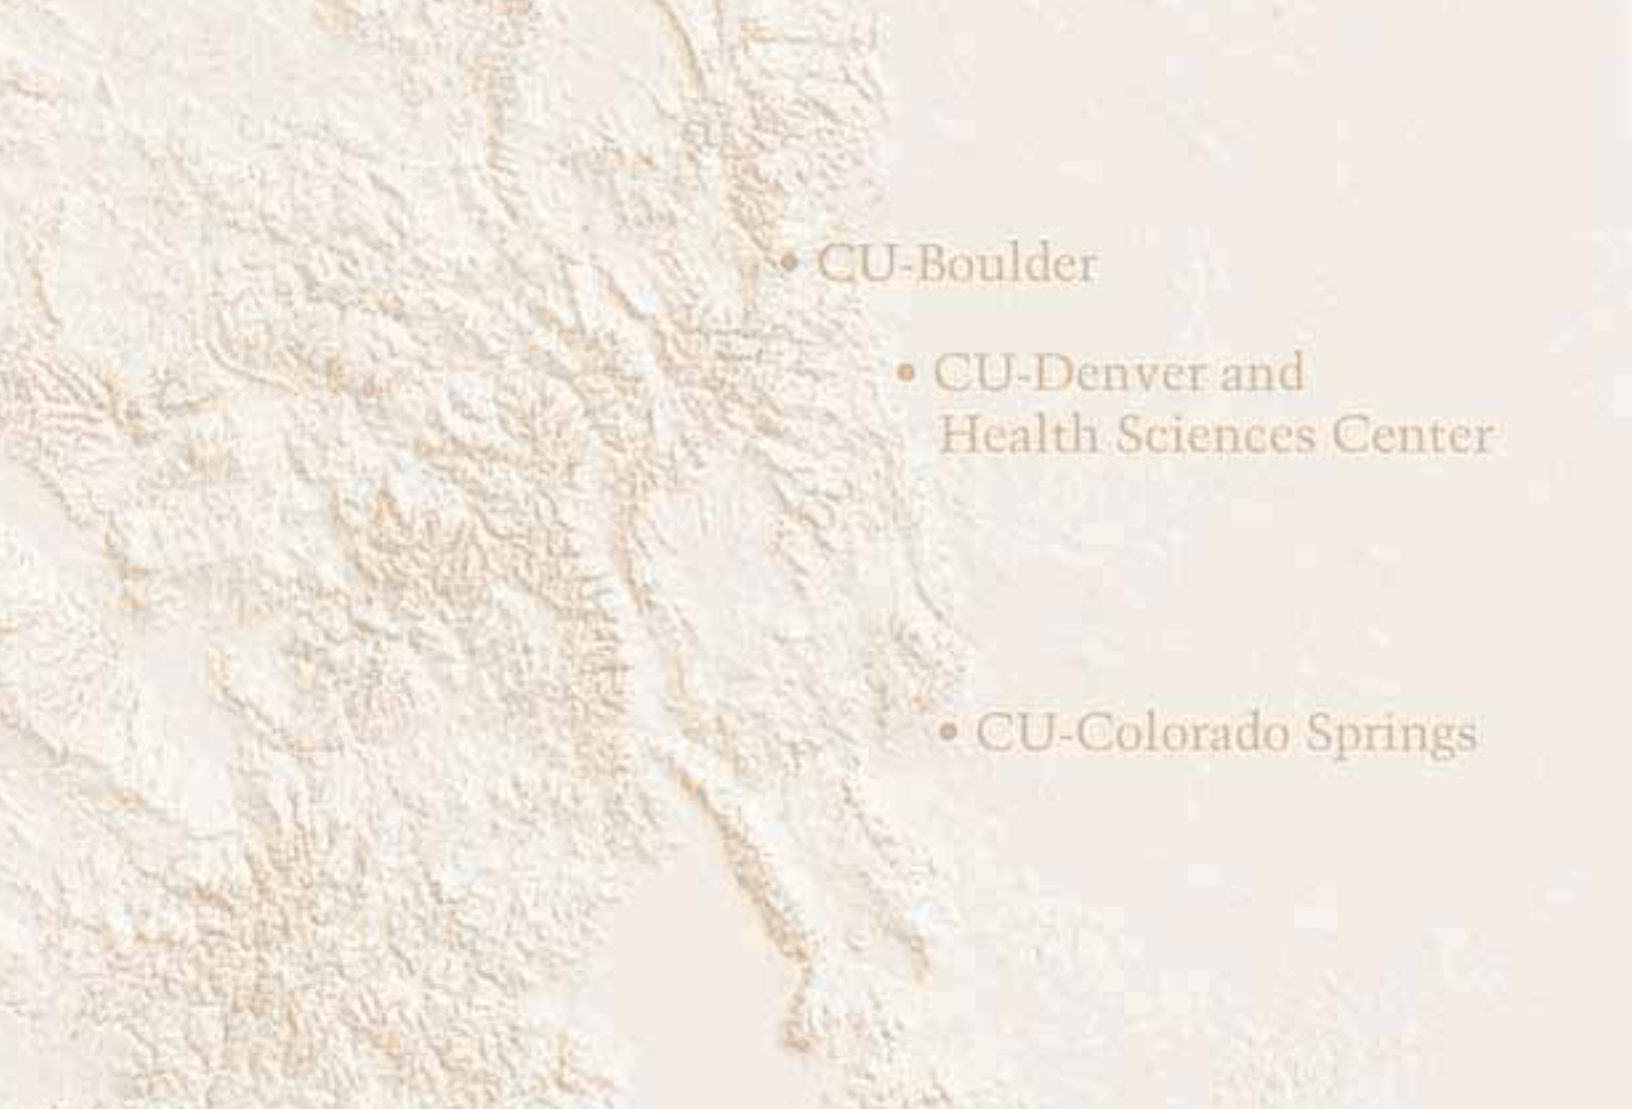 CU-Boulder
CU-Denver and
Health Sciences Center
CU-Colorado Springs